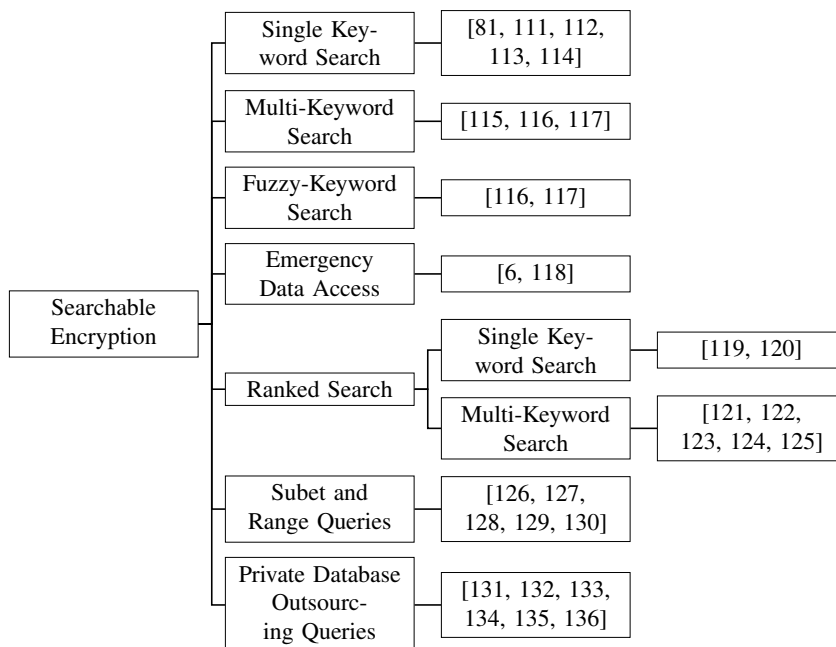 Single Key-
word Search
[81, 111, 112,
113, 114]
Multi-Keyword
Search
[115, 116, 117]
Fuzzy-Keyword
Search
[116, 117]
Emergency
Data Access
[6, 118]
Searchable
Encryption
Ranked Search
Single Key-
word Search
[119, 120]
Multi-Keyword
Search
[121, 122,
123, 124, 125]
Subet and
Range Queries
[126, 127,
128, 129, 130]
Private Database
Outsourc-
ing Queries
[131, 132, 133,
134, 135, 136]